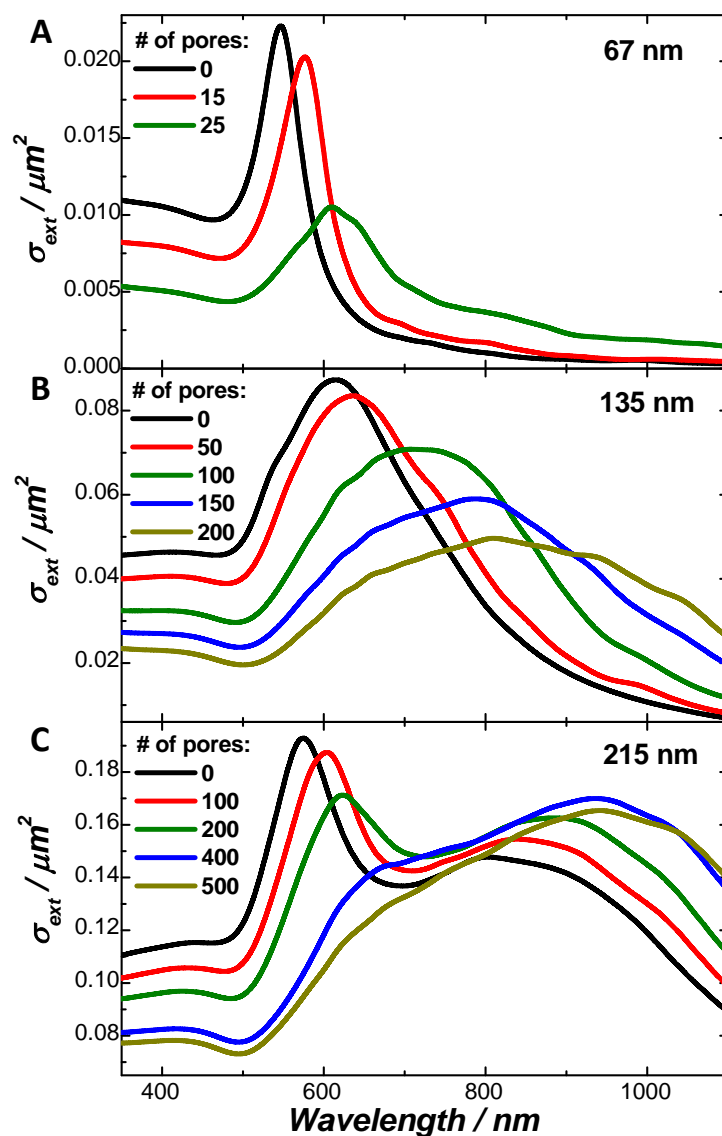 A
# of pores:
0
15
25
67 nm
0.020
0.015
0.010
0.005
0.000
σext / μm²
B
# of pores:
0
50
100
150
200
135 nm
0.08
0.06
0.04
0.02
σext / μm²
C
# of pores:
0
100
200
400
500
215 nm
0.18
0.16
0.14
0.12
0.10
0.08
σext / μm²
400 600 800 1000
Wavelength / nm